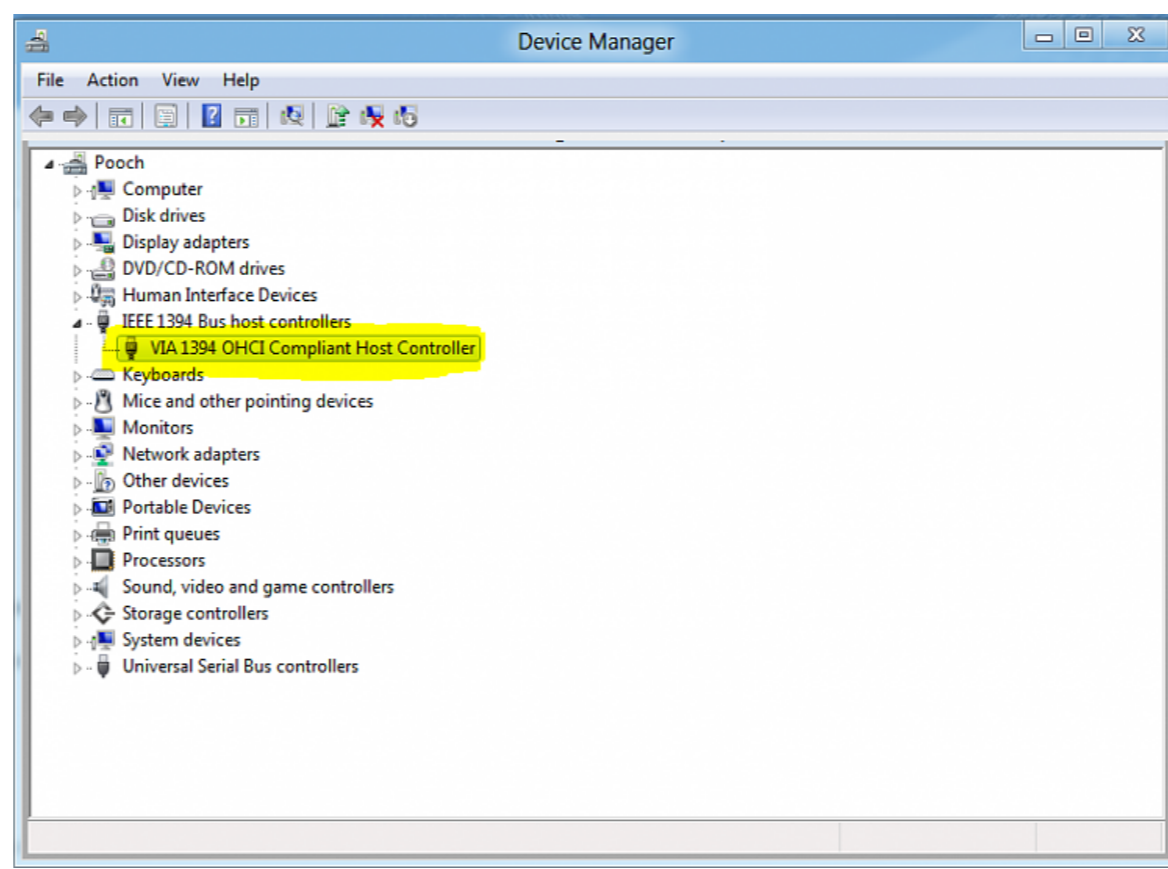 Device Manager
File Action View Help
Pooch
Computer
Disk drives
Display adapters
DVD/CD-ROM drives
Human Interface Devices
IEEE 1394 Bus host controllers
VIA 1394 OHCI Compliant Host Controller
Keyboards
Mice and other pointing devices
Monitors
Network adapters
Other devices
Portable Devices
Print queues
Processors
Sound, video and game controllers
Storage controllers
System devices
Universal Serial Bus controllers